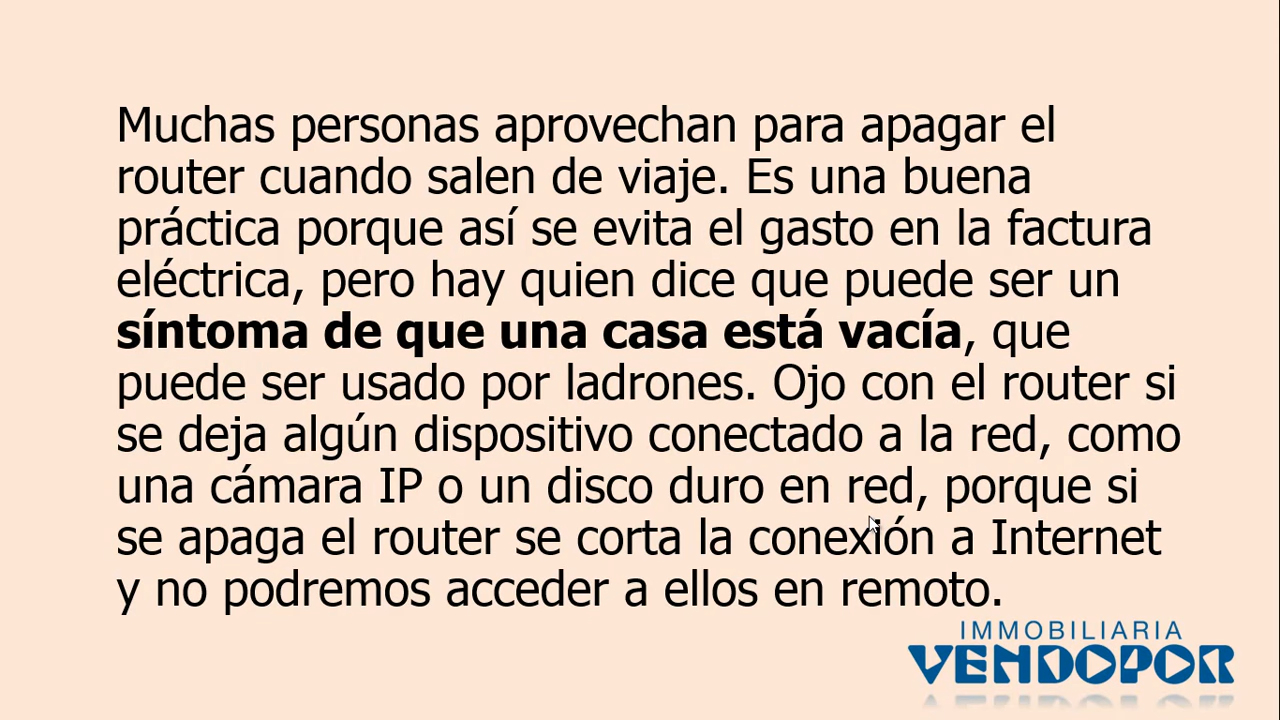 Muchas personas aprovechan para apagar el
router cuando salen de viaje. Es una buena
práctica porque así se evita el gasto en la factura
eléctrica, pero hay quien dice que puede ser un
síntoma de que una casa está vacía, que
puede ser usado por ladrones. Ojo con el router si
se deja algún dispositivo conectado a la red, como
una cámara IP o un disco duro en red, porque si
se apaga el router se corta la conexión a Internet
y no podremos acceder a ellos en remoto.
IMMOBILIARIA
VENDOPOR